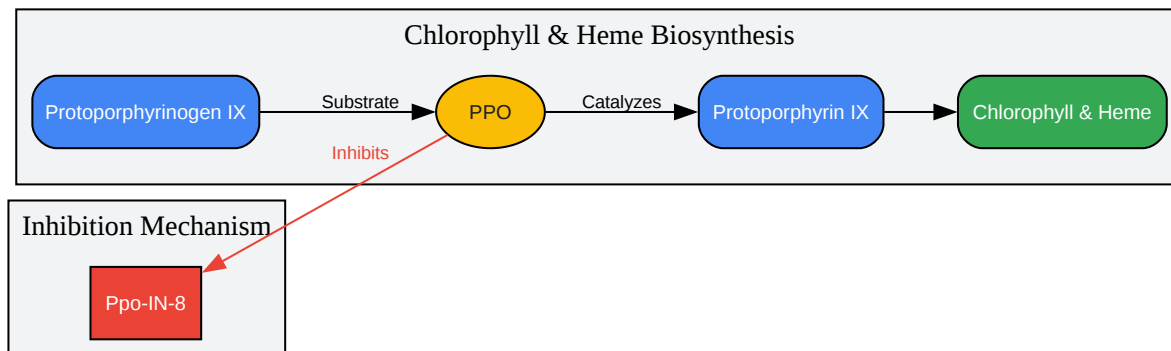 Chlorophyll & Heme Biosynthesis
Protoporphyrinogen IX
Substrate
PPO
Catalyzes
Protoporphyrin IX
Chlorophyll & Heme
Inhibits
Inhibition Mechanism
Ppo-IN-8